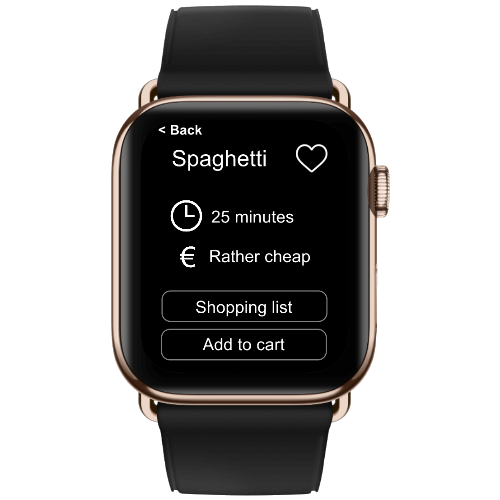 < Back
Spaghetti
25 minutes
€ Rather cheap
Shopping list
Add to cart